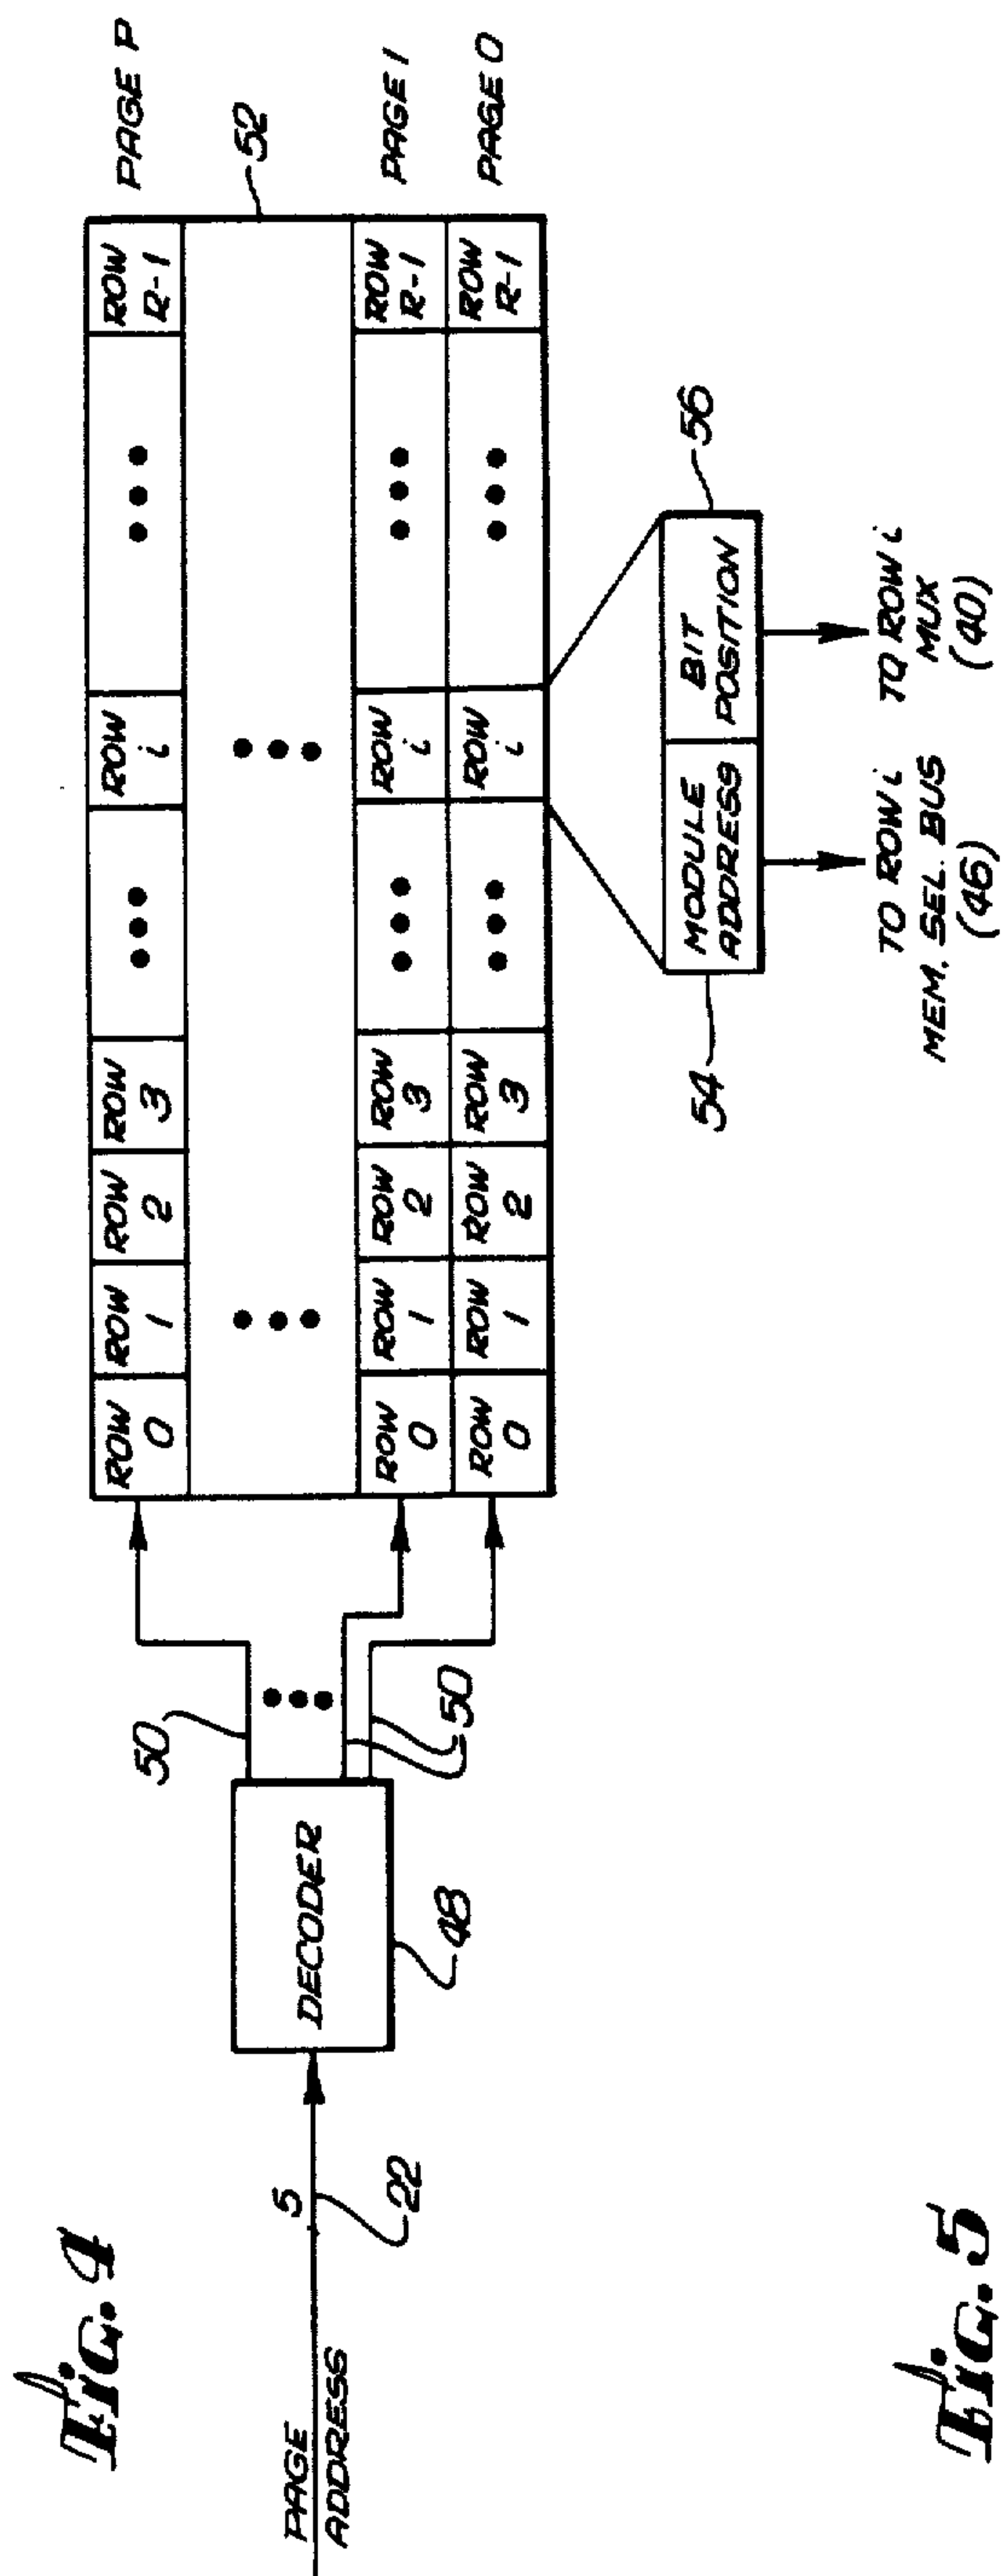 Fig. 4
PAGE
ADDRESS
5
22
DECODER
48
50
50
ROW 0
ROW 1
ROW 2
ROW 3
ROW i
ROW R-1
PAGE P
52
ROW 0
ROW 1
ROW 2
ROW 3
ROW i
ROW R-1
PAGE 1
ROW 0
ROW 1
ROW 2
ROW 3
ROW i
ROW R-1
PAGE 0
54
MODULE
ADDRESS
BIT
POSITION
56
TO ROW i
MEM. SEL. BUS
(46)
TO ROW i
MUX
(40)
Fig. 5